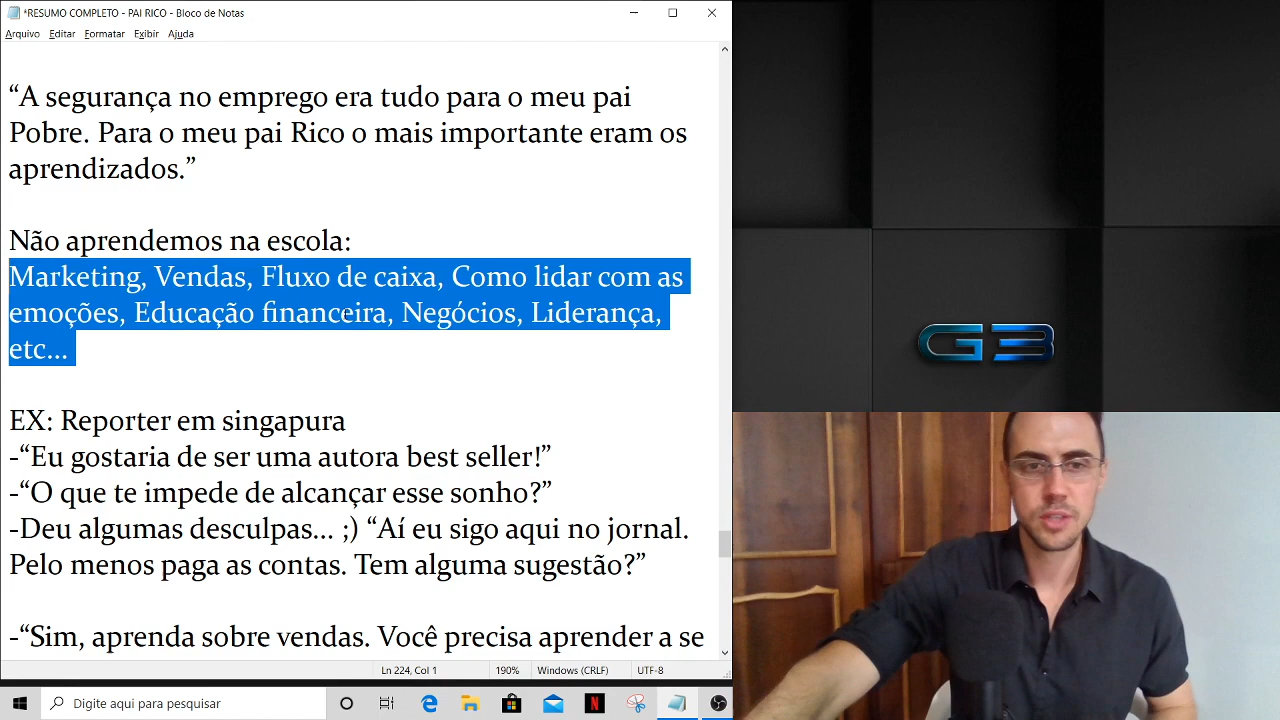 *RESUMO COMPLETO - PAI RICO - Bloco de Notas
Arquivo Editar Formatar Exibir Ajuda
“A segurança no emprego era tudo para o meu pai
Pobre. Para o meu pai Rico o mais importante eram os
aprendizados.”
Não aprendemos na escola:
Marketing, Vendas, Fluxo de caixa, Como lidar com as
emoções, Educação financeira, Negócios, Liderança,
etc...
EX: Reporter em singapura
-“Eu gostaria de ser uma autora best seller!”
-“O que te impede de alcançar esse sonho?”
-Deu algumas desculpas... ;) “Aí eu sigo aqui no jornal.
Pelo menos paga as contas. Tem alguma sugestão?”
-“Sim, aprenda sobre vendas. Você precisa aprender a se
Ln 224, Col 1 190% Windows (CRLF) UTF-8
Digite aqui para pesquisar
G3